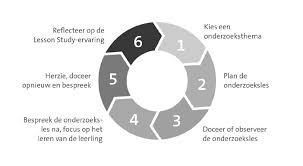 Kies een
onderzoeksthema
1
Plan de
onderzoeksles
2
Doceer of observeer
de onderzoeksles
3
Bespreek de onderzoeks-
les na, focus op het
leren van de leerling
4
Herzie, doceer
opnieuw en bespreek
5
Reflecteer op de
Lesson Study-ervaring
6